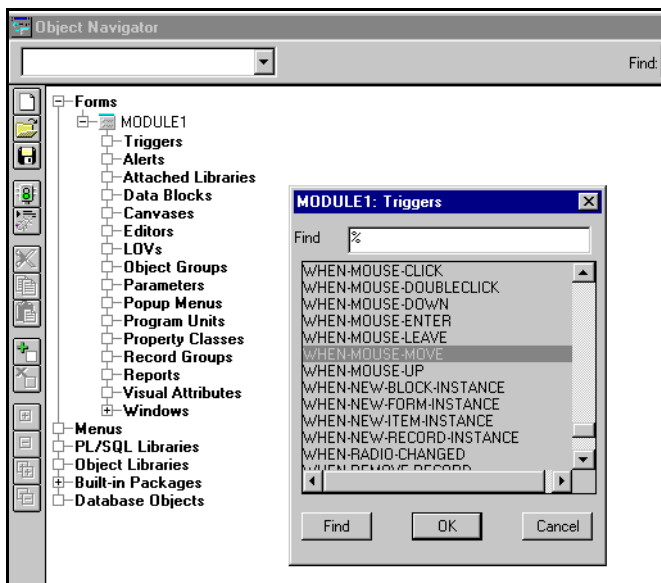 Object Navigator
Find:
Forms
MODULE1
Triggers
Alerts
Attached Libraries
Data Blocks
Canvases
Editors
LOVs
Object Groups
Parameters
Popup Menus
Program Units
Property Classes
Record Groups
Reports
Visual Attributes
Windows
Menus
PL/SQL Libraries
Object Libraries
Built-in Packages
Database Objects
MODULE1: Triggers
Find %
WHEN-MOUSE-CLICK
WHEN-MOUSE-DOUBLECLICK
WHEN-MOUSE-DOWN
WHEN-MOUSE-ENTER
WHEN-MOUSE-LEAVE
WHEN-MOUSE-MOVE
WHEN-MOUSE-UP
WHEN-NEW-BLOCK-INSTANCE
WHEN-NEW-FORM-INSTANCE
WHEN-NEW-ITEM-INSTANCE
WHEN-NEW-RECORD-INSTANCE
WHEN-RADIO-CHANGED
WHEN-REMOVE-RECORD
Find OK Cancel